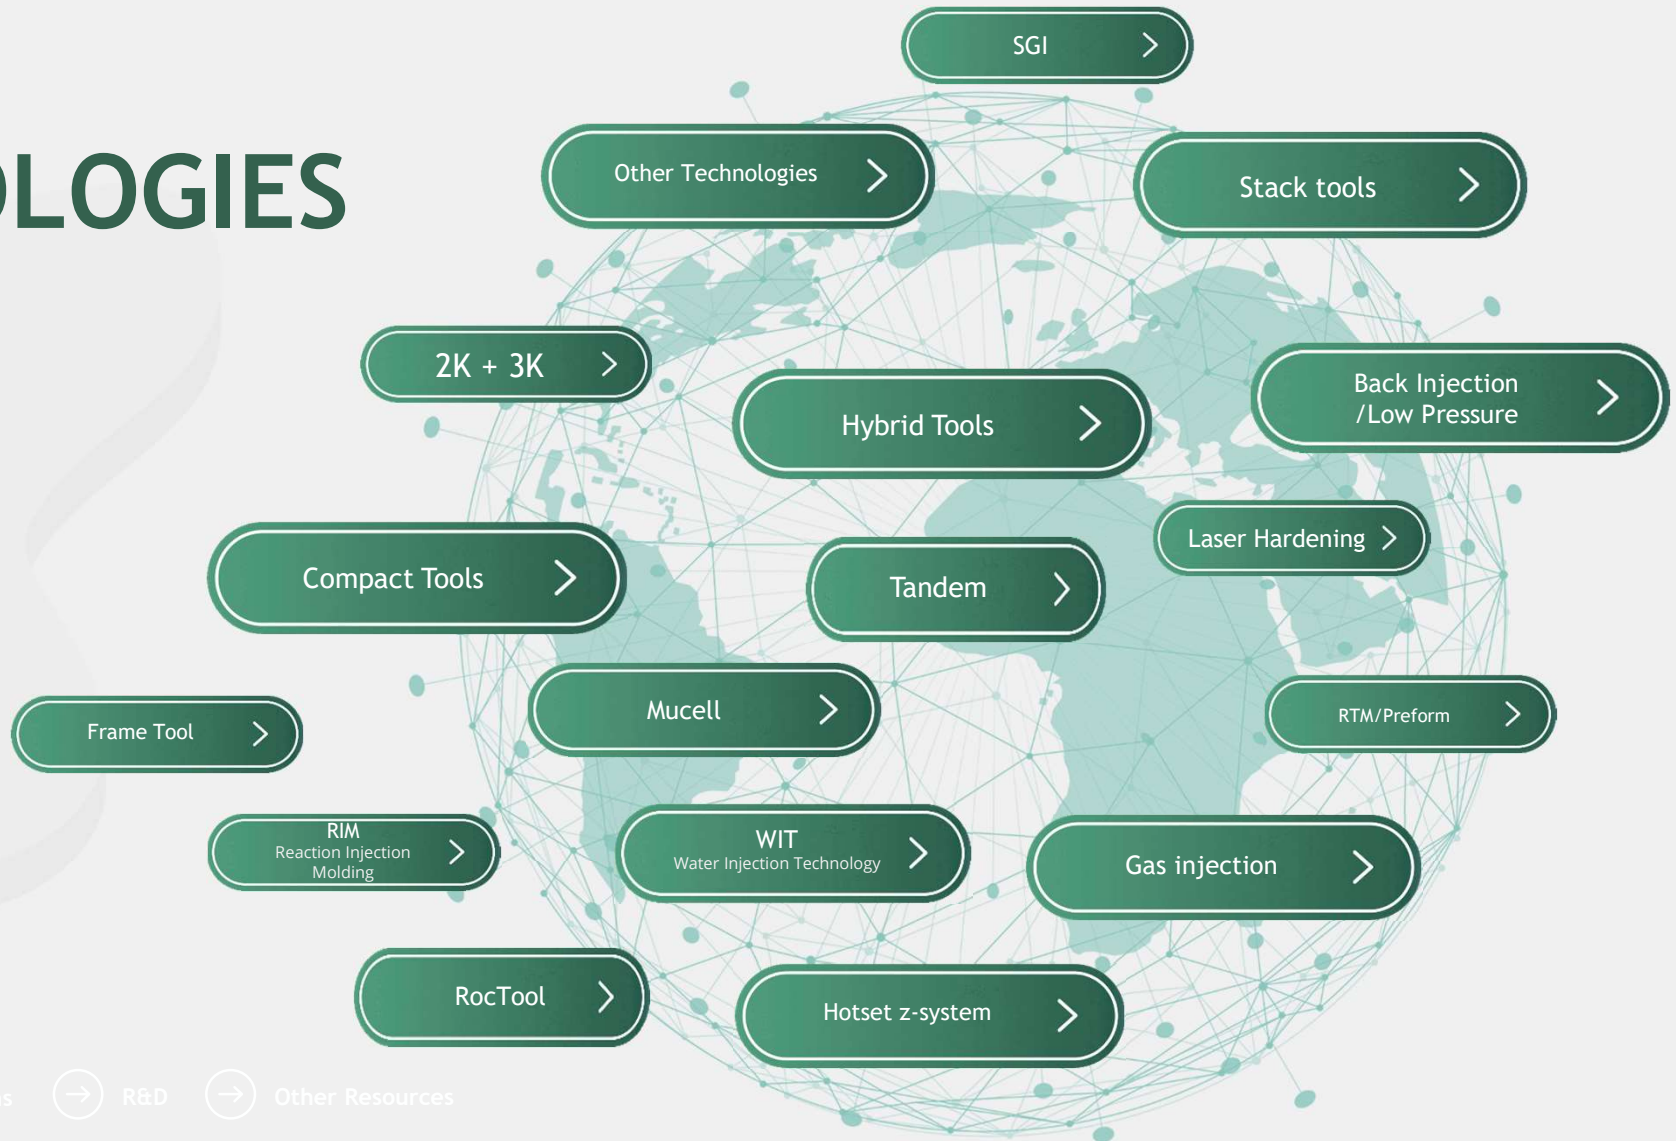 SGI
OLOGIES
Other Technologies
Stack tools
2K + 3K
Hybrid Tools
Back Injection
/Low Pressure
Laser Hardening
Compact Tools
Tandem
Mucell
RTM/Preform
Frame Tool
RIM
Reaction Injection
Molding
WIT
Water Injection Technology
Gas injection
RocTool
Hotset z-system
R&D
Other Resources